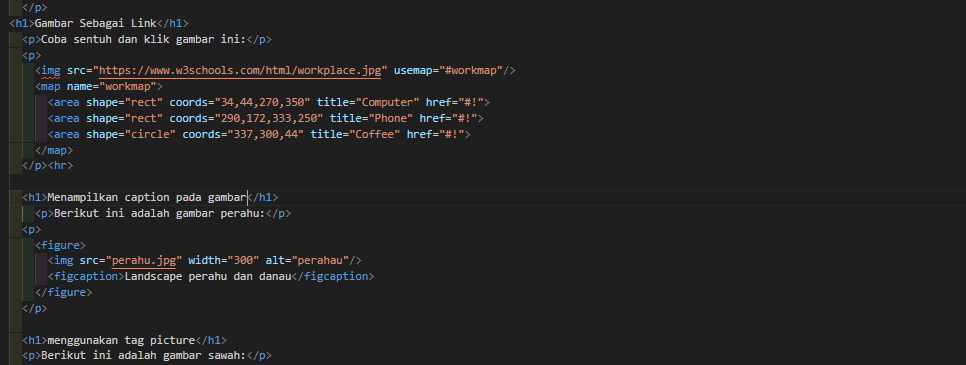 </p>
<h1>Gambar Sebagai Link</h1>
<p>Coba sentuh dan klik gambar ini:</p>
<p>
<img src="https://www.w3schools.com/html/workplace.jpg" usemap="#workmap"/>
<map name="workmap">
<area shape="rect" coords="34,44,270,350" title="Computer" href="#!">
<area shape="rect" coords="290,172,333,250" title="Phone" href="#!">
<area shape="circle" coords="337,300,44" title="Coffee" href="#!">
</map>
</p><hr>
<h1>Menampilkan caption pada gambar</h1>
<p>Berikut ini adalah gambar perahu:</p>
<p>
<figure>
<img src="perahu.jpg" width="300" alt="perahau"/>
<figcaption>Landscape perahu dan danau</figcaption>
</figure>
</p>
<h1>menggunakan tag picture</h1>
<p>Berikut ini adalah gambar sawah:</p>